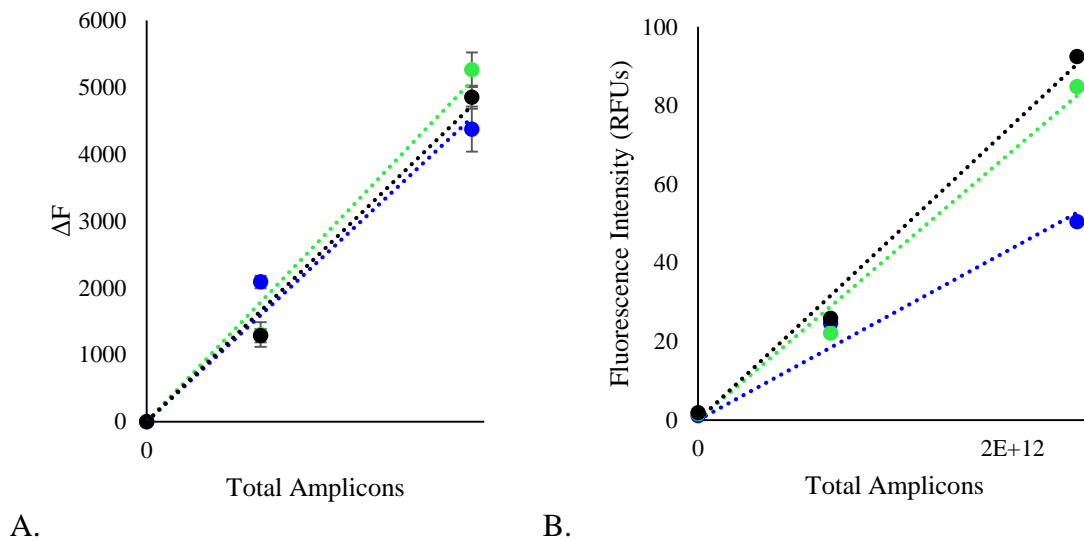 6000
5000
4000
3000
2000
1000
0
ΔF
0
Total Amplicons
A.
100
80
60
40
20
0
Fluorescence Intensity (RFUs)
0 2E+12
Total Amplicons
B.